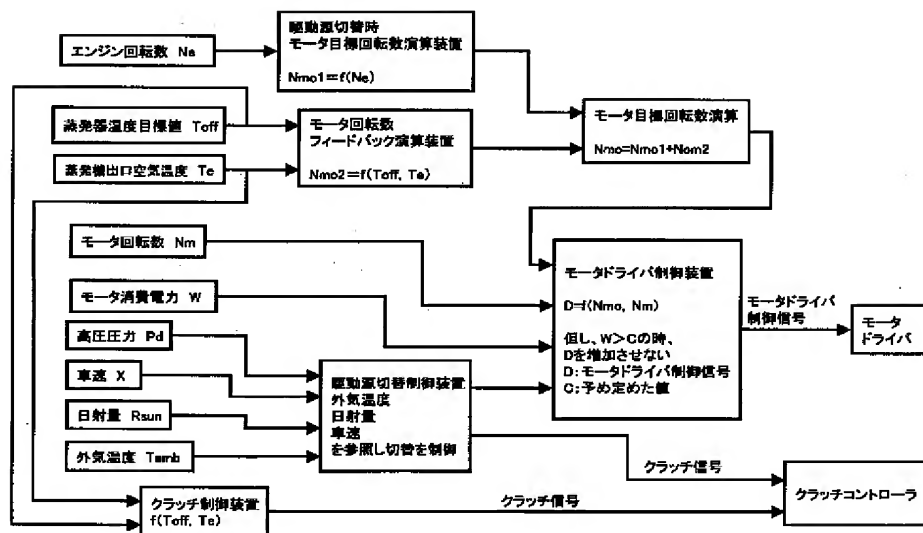 駆動源切替時
モータ目標回転数演算装置
Nmo1=f(Ne)
エンジン回転数 Ne
蒸発器温度目標値 Toff
蒸発機出口空気温度 Te
モータ回転数
フィードバック演算装置
Nmo2=f(Toff, Te)
モータ目標回転数演算
Nmo=Nmo1+Nom2
モータ回転数 Nm
モータ消費電力 W
高圧圧力 Pd
車速 X
日射量 Rsun
外気温度 Tamb
駆動源切替制御装置
外気温度
日射量
車速
を参照し切替を制御
モータドライバ制御装置
D=f(Nmo, Nm)
但し、W>Cの時、
Dを増加させない
D:モータドライバ制御信号
C:予め定めた値
モータドライバ
制御信号
モータ
ドライバ
クラッチ信号
クラッチコントローラ
クラッチ制御装置
f(Toff, Te)
クラッチ信号